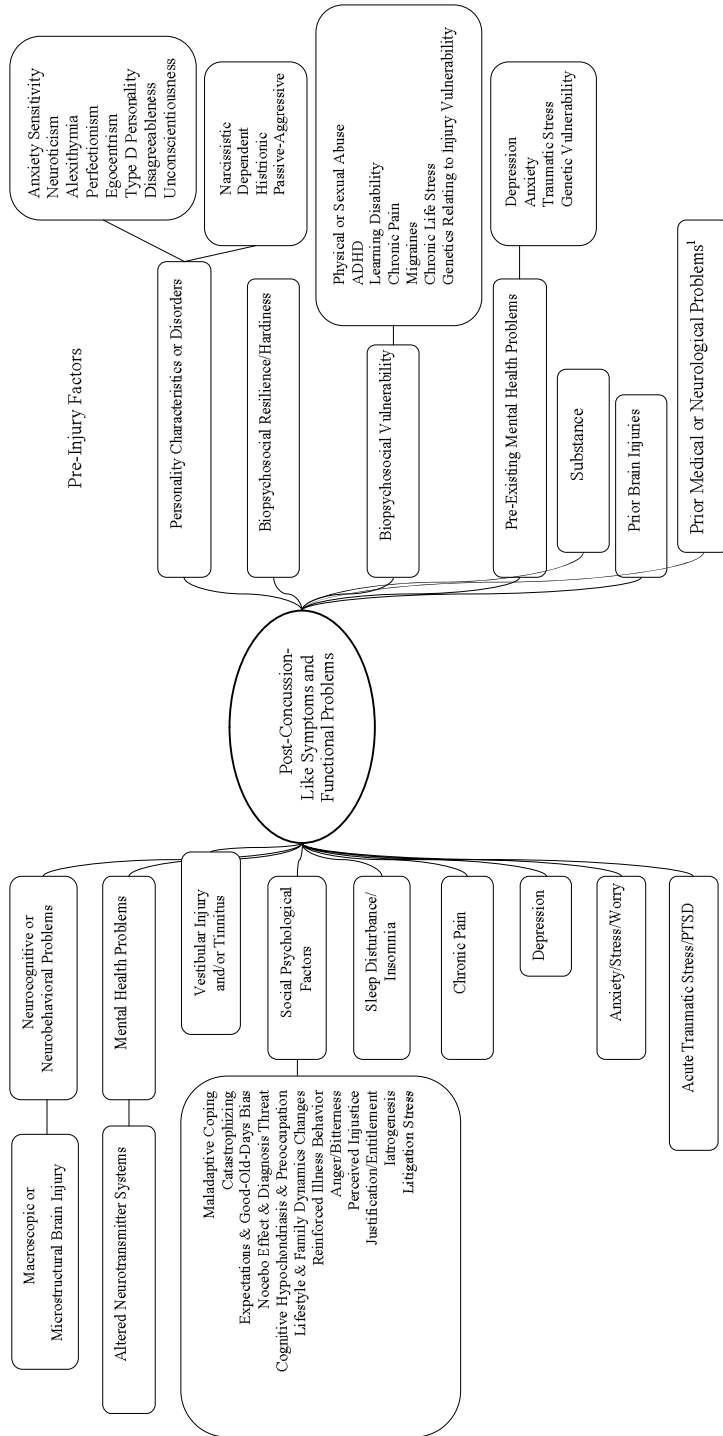 Macroscopic or
Microstructural Brain Injury
Neurocognitive or
Neurobehavioral Problems
Altered Neurotransmitter Systems
Mental Health Problems
Vestibular Injury
and/or Tinnitus
Maladaptive Coping
Catastrophizing
Expectations & Good-Old-Days Bias
Nocebo Effect & Diagnosis Threat
Cognitive Hypochondriasis & Preoccupation
Lifestyle & Family Dynamics Changes
Reinforced Illness Behavior
Anger/Bitterness
Perceived Injustice
Justification/Entitlement
Iatrogenesis
Litigation Stress
Social Psychological
Factors
Sleep Disturbance/
Insomnia
Chronic Pain
Depression
Anxiety/Stress/Worry
Acute Traumatic Stress/PTSD
Post-Concussion-
Like Symptoms and
Functional Problems
Pre-Injury Factors
Personality Characteristics or Disorders
Anxiety Sensitivity
Neuroticism
Alexithymia
Perfectionism
Egocentrism
Type D Personality
Disagreeableness
Unconscientiousness
Narcissistic
Dependent
Histrionic
Passive-Aggressive
Biopsychosocial Resilience/Hardiness
Biopsychosocial Vulnerability
Physical or Sexual Abuse
ADHD
Learning Disability
Chronic Pain
Migraines
Chronic Life Stress
Genetics Relating to Injury Vulnerability
Pre-Existing Mental Health Problems
Depression
Anxiety
Traumatic Stress
Genetic Vulnerability
Substance
Prior Brain Injuries
Prior Medical or Neurological Problems¹